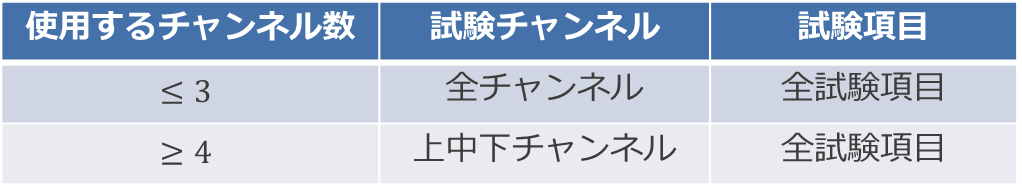 使用するチャンネル数 試験チャンネル 試験項目
≤ 3 全チャンネル 全試験項目
≥ 4 上中下チャンネル 全試験項目